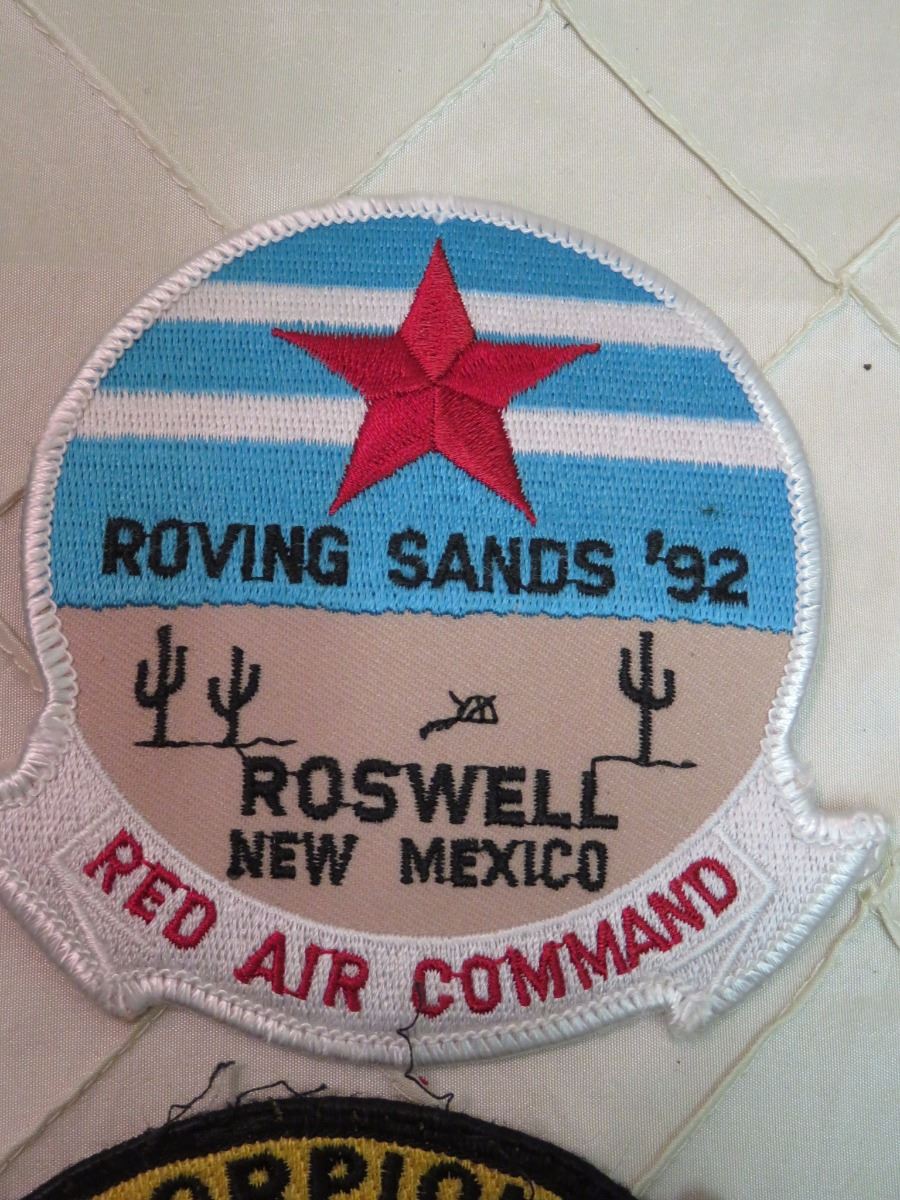 ROVING SANDS '92
ROSWELL
NEW MEXICO
RED AIR COMMAND